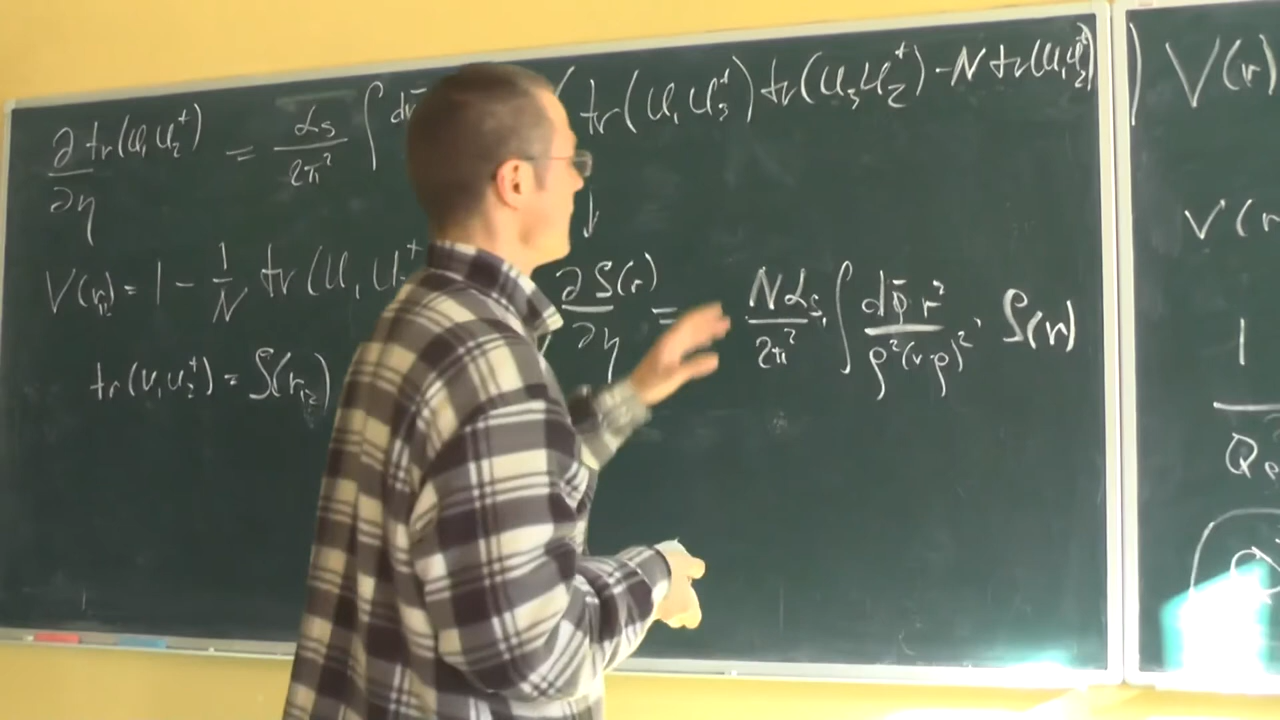 ∂ tr(U₁U₂⁺) / ∂η = αs / 2π² ∫ dr⃗ ( tr(U₁U₃⁺) tr(U₃U₂⁺) - N tr(U₁U₂⁺) )
V(r₁₂) = 1 - 1/N tr(U₁U₂⁺
tr(U₁U₂⁺) = S(r₁₂)
↓
∂S(r) / ∂η = Nαs / 2π² ∫ dρ⃗ r² / ρ²(r-ρ)² S(r)
V(r)
V(r
1
Q